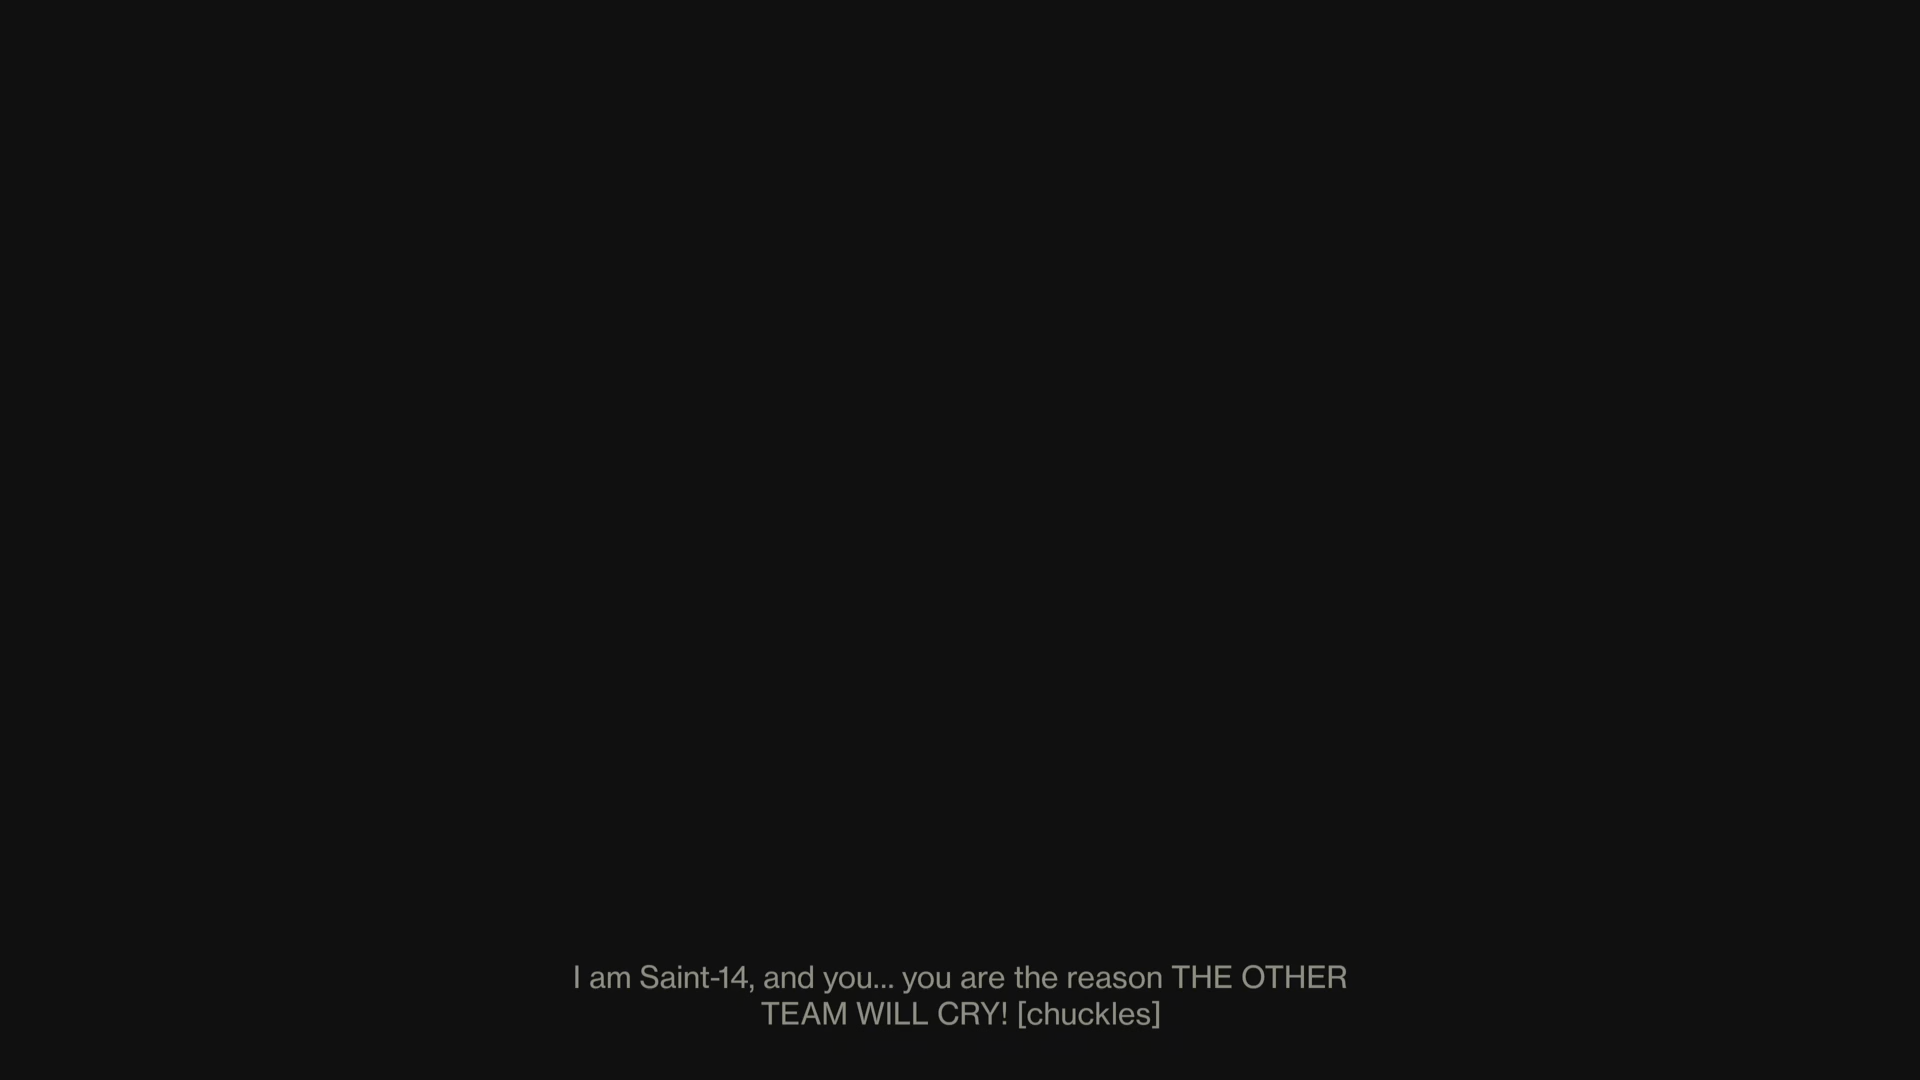 I am Saint-14, and you... you are the reason THE OTHER
TEAM WILL CRY! [chuckles]